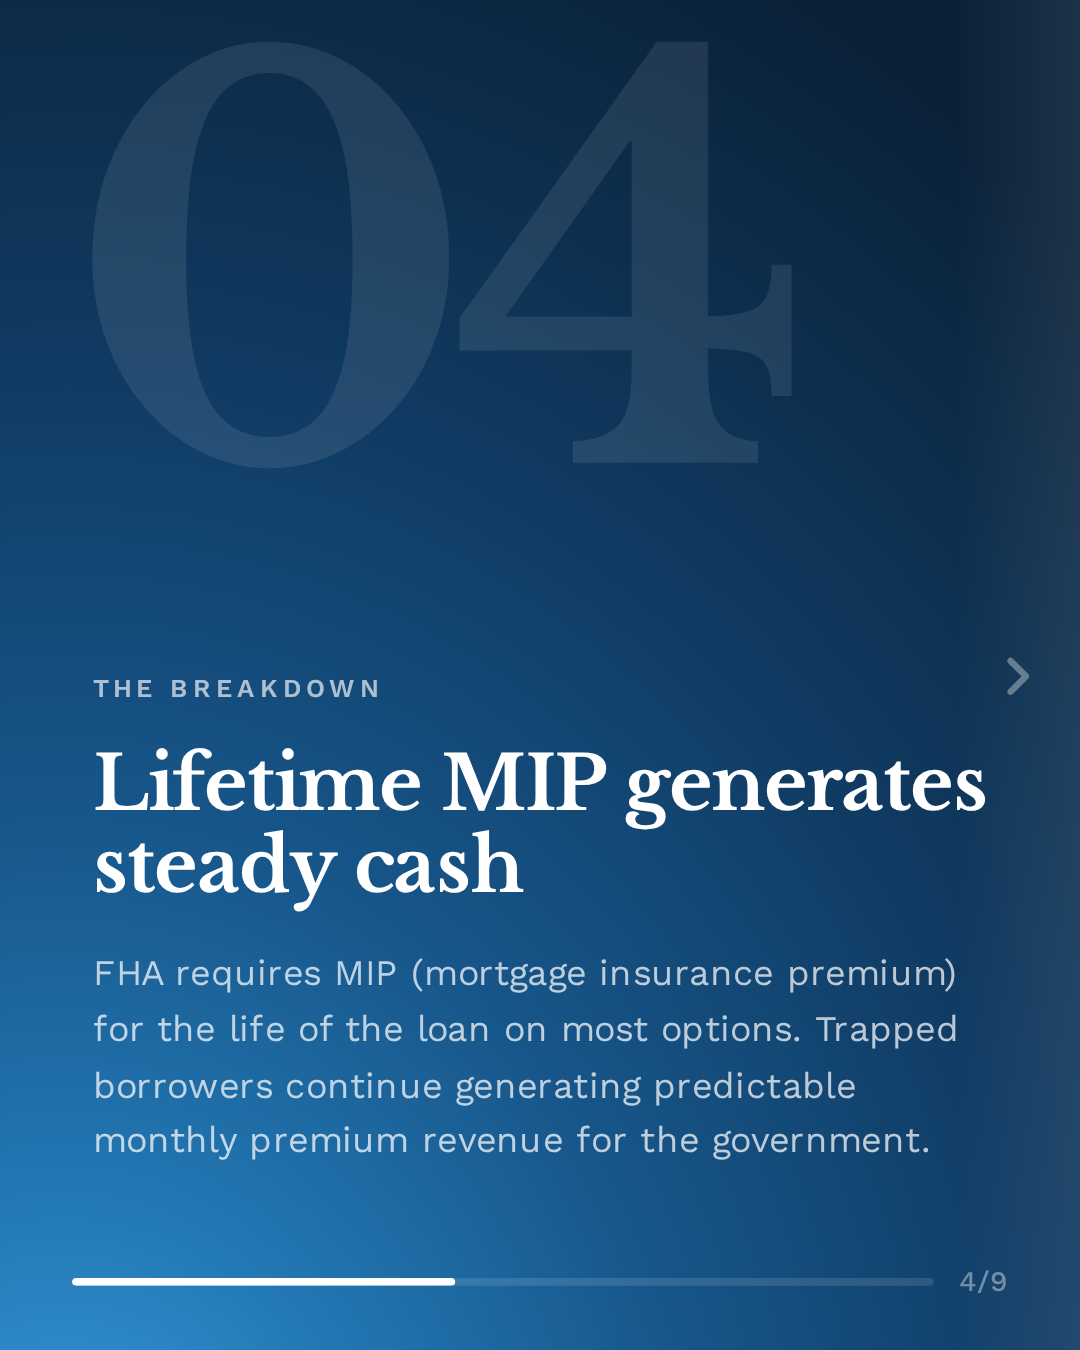 04
THE BREAKDOWN
Lifetime MIP generates
steady cash
FHA requires MIP (mortgage insurance premium)
for the life of the loan on most options. Trapped
borrowers continue generating predictable
monthly premium revenue for the government.
4/9